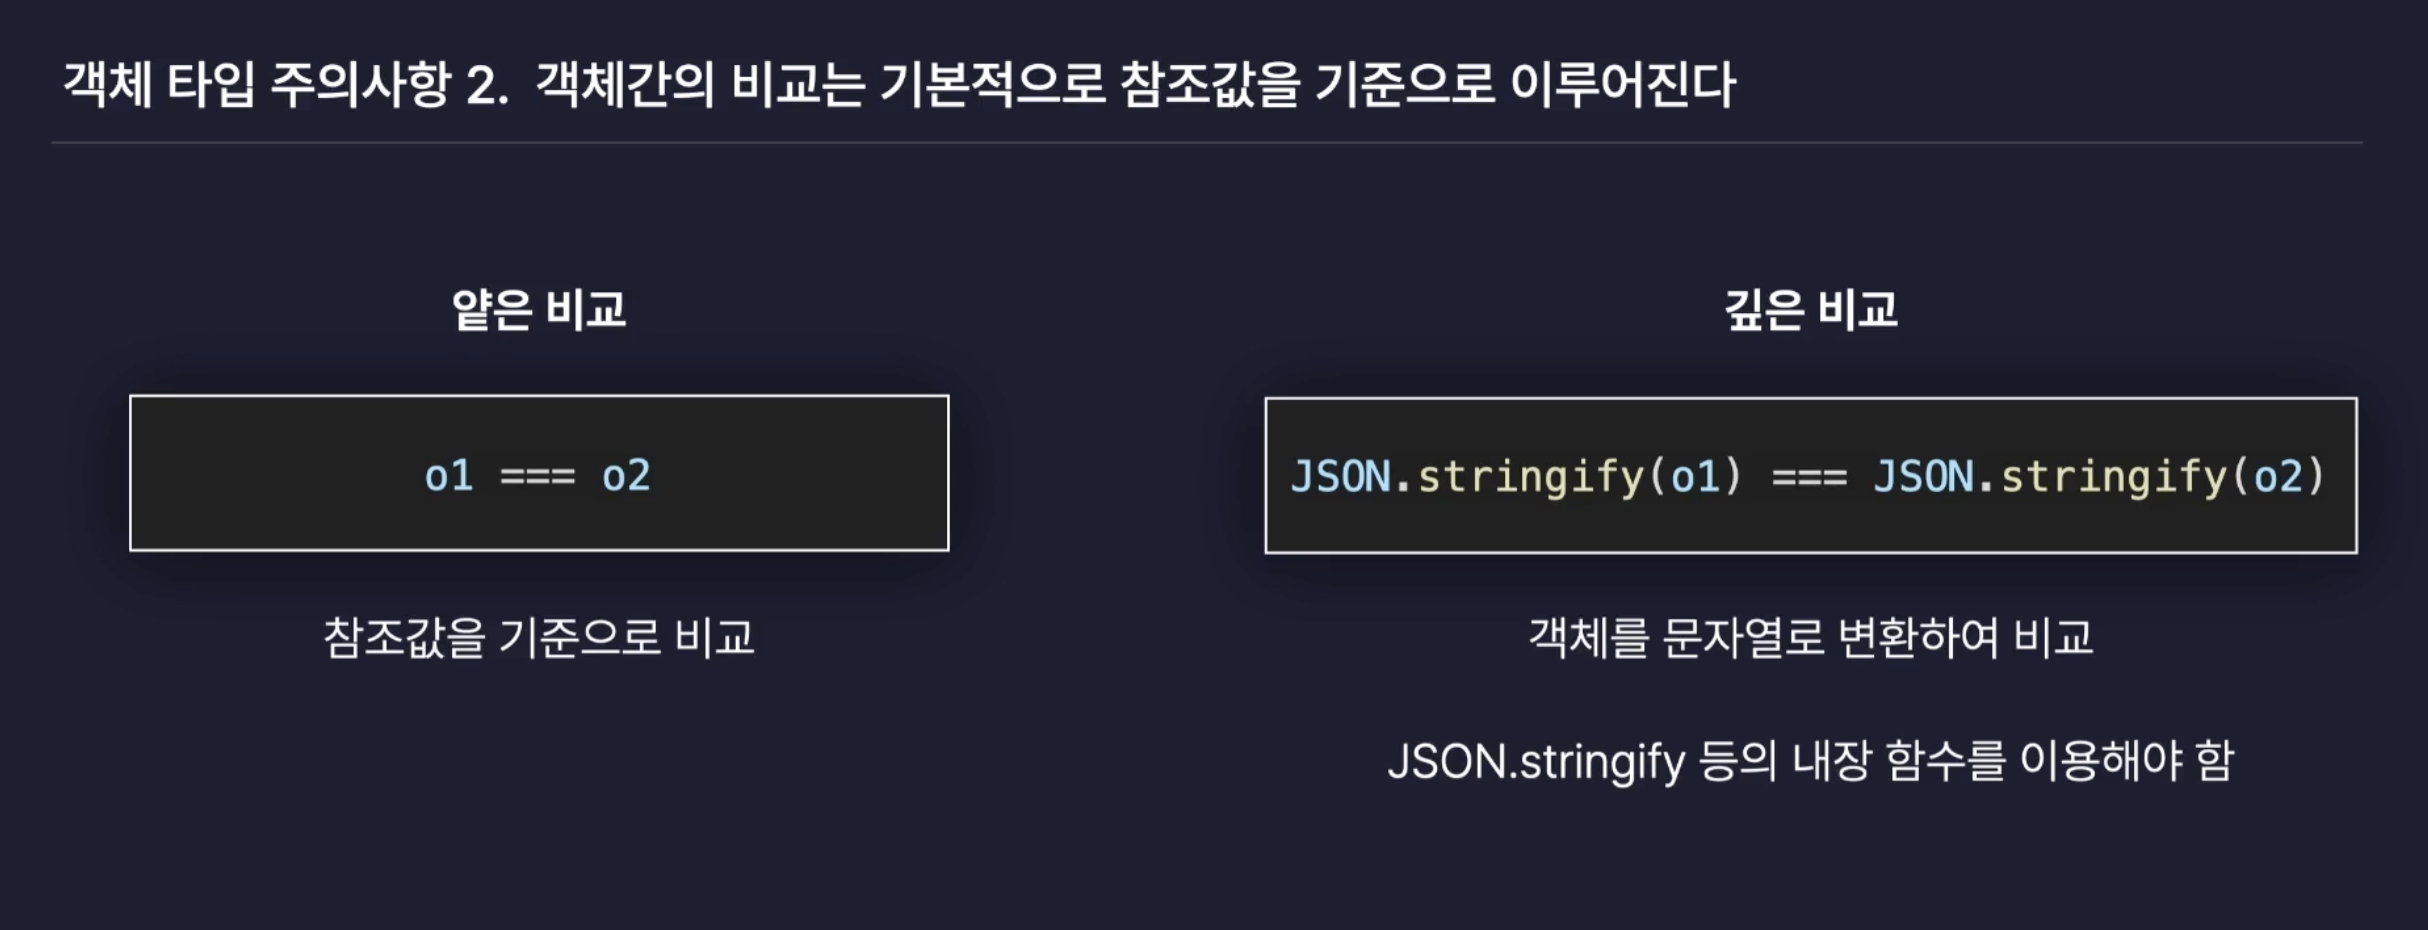 객체 타입 주의사항 2. 객체간의 비교는 기본적으로 참조값을 기준으로 이루어진다
얕은 비교
o1 === o2
참조값을 기준으로 비교
깊은 비교
JSON.stringify(o1) === JSON.stringify(o2)
객체를 문자열로 변환하여 비교
JSON.stringify 등의 내장 함수를 이용해야 함